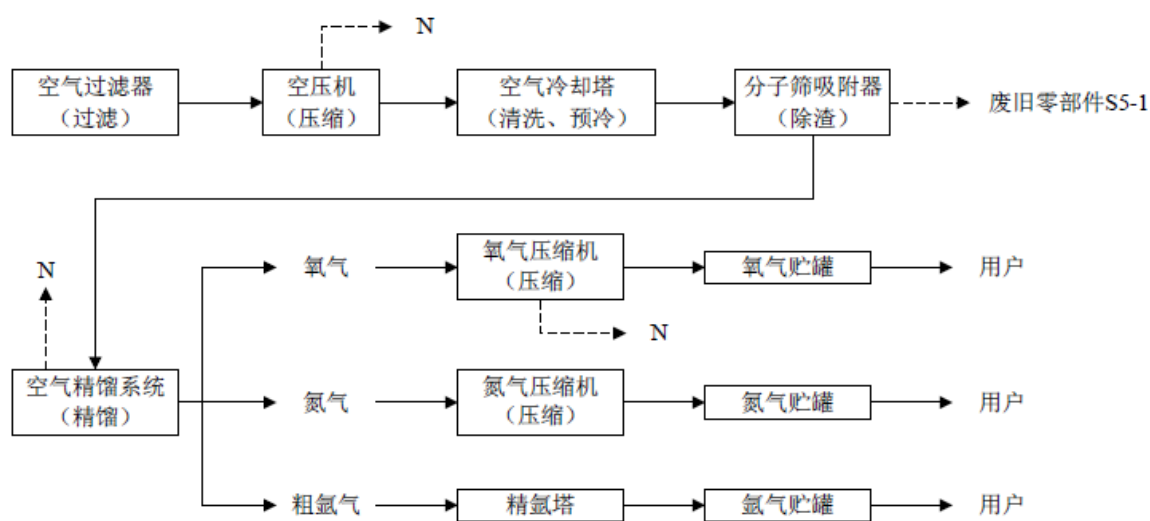 N
空气过滤器
（过滤）
空压机
（压缩）
空气冷却塔
（清洗、预冷）
分子筛吸附器
（除渣）
废旧零部件S5-1
N
氧气
氧气压缩机
（压缩）
氧气贮罐
用户
N
空气精馏系统
（精馏）
氮气
氮气压缩机
（压缩）
氮气贮罐
用户
粗氩气
精氩塔
氩气贮罐
用户